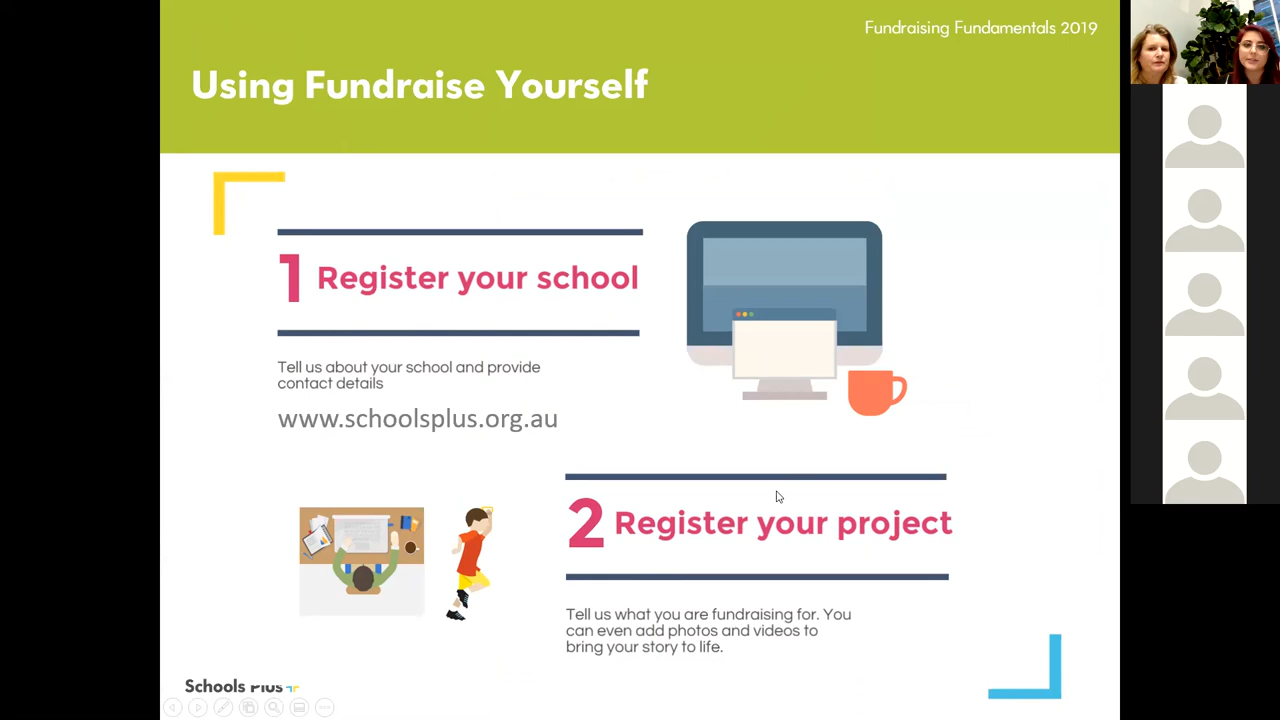 Fundraising Fundamentals 2019
Using Fundraise Yourself
1 Register your school
Tell us about your school and provide
contact details
www.schoolsplus.org.au
2 Register your project
Tell us what you are fundraising for. You
can even add photos and videos to
bring your story to life.
Schools Plus